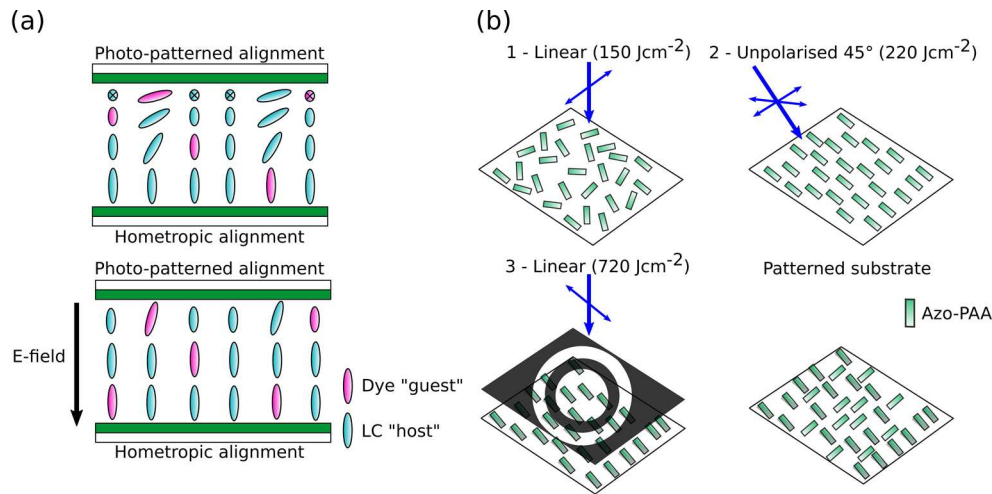 (a)
Photo-patterned alignment
Hometropic alignment
Photo-patterned alignment
E-field
Dye "guest"
LC "host"
Hometropic alignment
(b)
1 - Linear (150 Jcm-2)
2 - Unpolarised 45° (220 Jcm-2)
3 - Linear (720 Jcm-2)
Patterned substrate
Azo-PAA